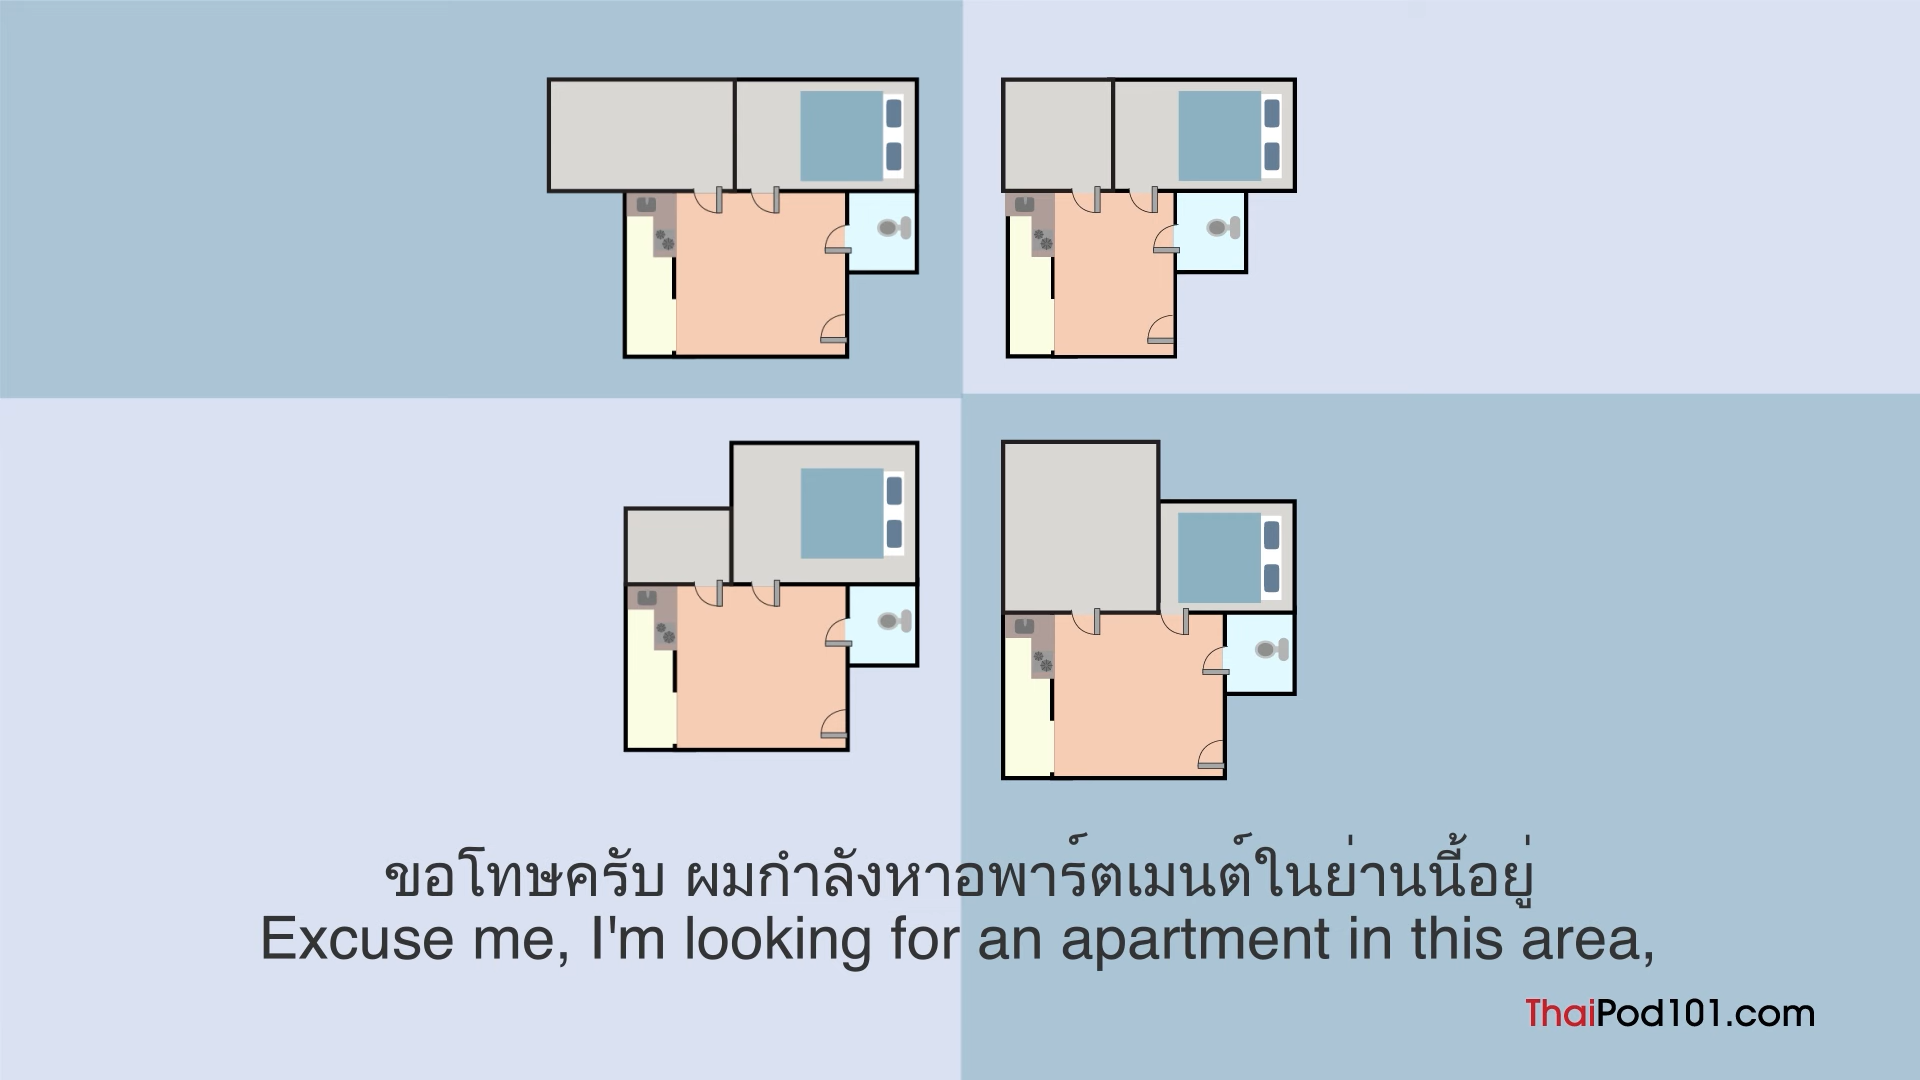 ขอโทษครับ ผมกำลังหาอพาร์ตเมนต์ในย่านนี้อยู่
Excuse me, I'm looking for an apartment in this area,
ThaiPod101.com